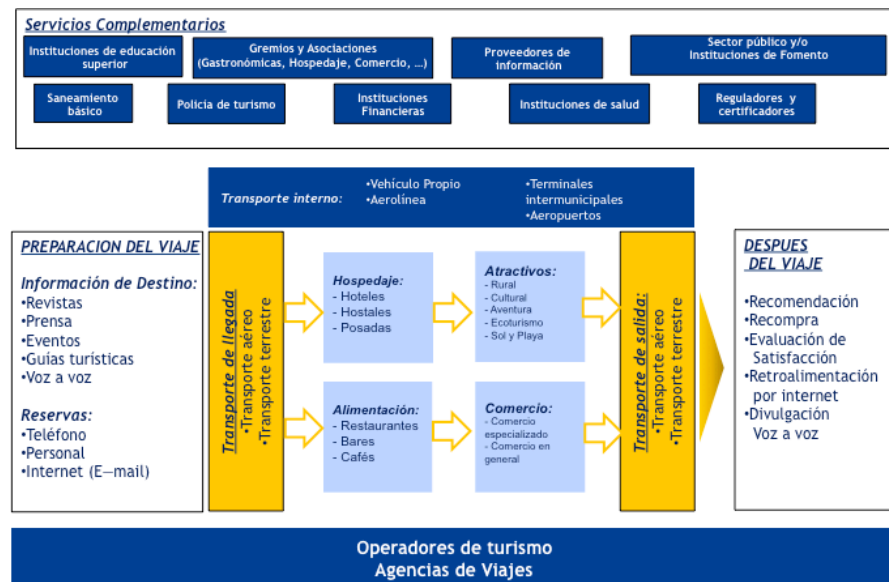 Servicios Complementarios
Instituciones de educación
superior
Gremios y Asociaciones
(Gastronómicas, Hospedaje, Comercio, …)
Proveedores de
información
Sector público y/o
Instituciones de Fomento
Saneamiento
básico
Policía de turismo
Instituciones
Financieras
Instituciones de salud
Reguladores y
certificadores
Transporte interno:
•Vehículo Propio
•Aerolínea
•Terminales
intermunicipales
•Aeropuertos
PREPARACION DEL VIAJE
Información de Destino:
•Revistas
•Prensa
•Eventos
•Guías turísticas
•Voz a voz
Reservas:
•Teléfono
•Personal
•Internet (E–mail)
Transporte de llegada
•Transporte aéreo
•Transporte terrestre
Hospedaje:
- Hoteles
- Hostales
- Posadas
Atractivos:
- Rural
- Cultural
- Aventura
- Ecoturismo
- Sol y Playa
Alimentación:
- Restaurantes
- Bares
- Cafés
Comercio:
- Comercio
especializado
- Comercio en
general
Transporte de salida:
•Transporte aéreo
•Transporte terrestre
DESPUES
DEL VIAJE
•Recomendación
•Recompra
•Evaluación de
Satisfacción
•Retroalimentación
por internet
•Divulgación
Voz a voz
Operadores de turismo
Agencias de Viajes